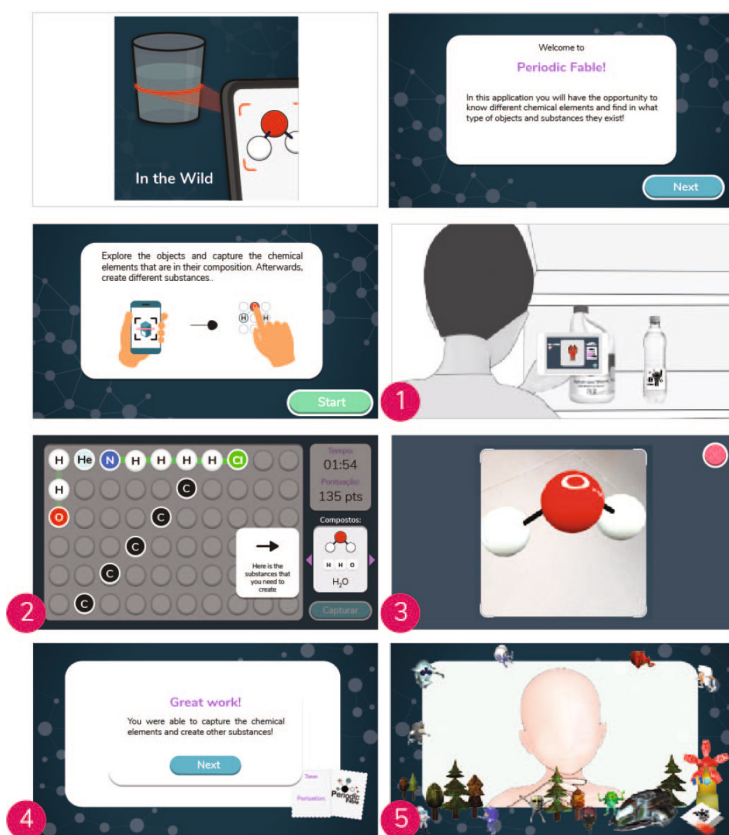 In the Wild
Welcome to
Periodic Fable!
In this application you will have the opportunity to
know different chemical elements and find in what
type of objects and substances they exist!
Next
Explore the objects and capture the chemical
elements that are in their composition. Afterwards,
create different substances..
H
H
Start
1
H He N H H H H Cl
H C
O C
C
C
C
Tempo:
01:54
Pontuação:
135 pts
Compostos:
H H O
H₂O
Here is the
substances that
you need to
create
Capturar
2
3
Great work!
You were able to capture the chemical
elements and create other substances!
Next
Pontuation:
Periodic
Fable
4
5